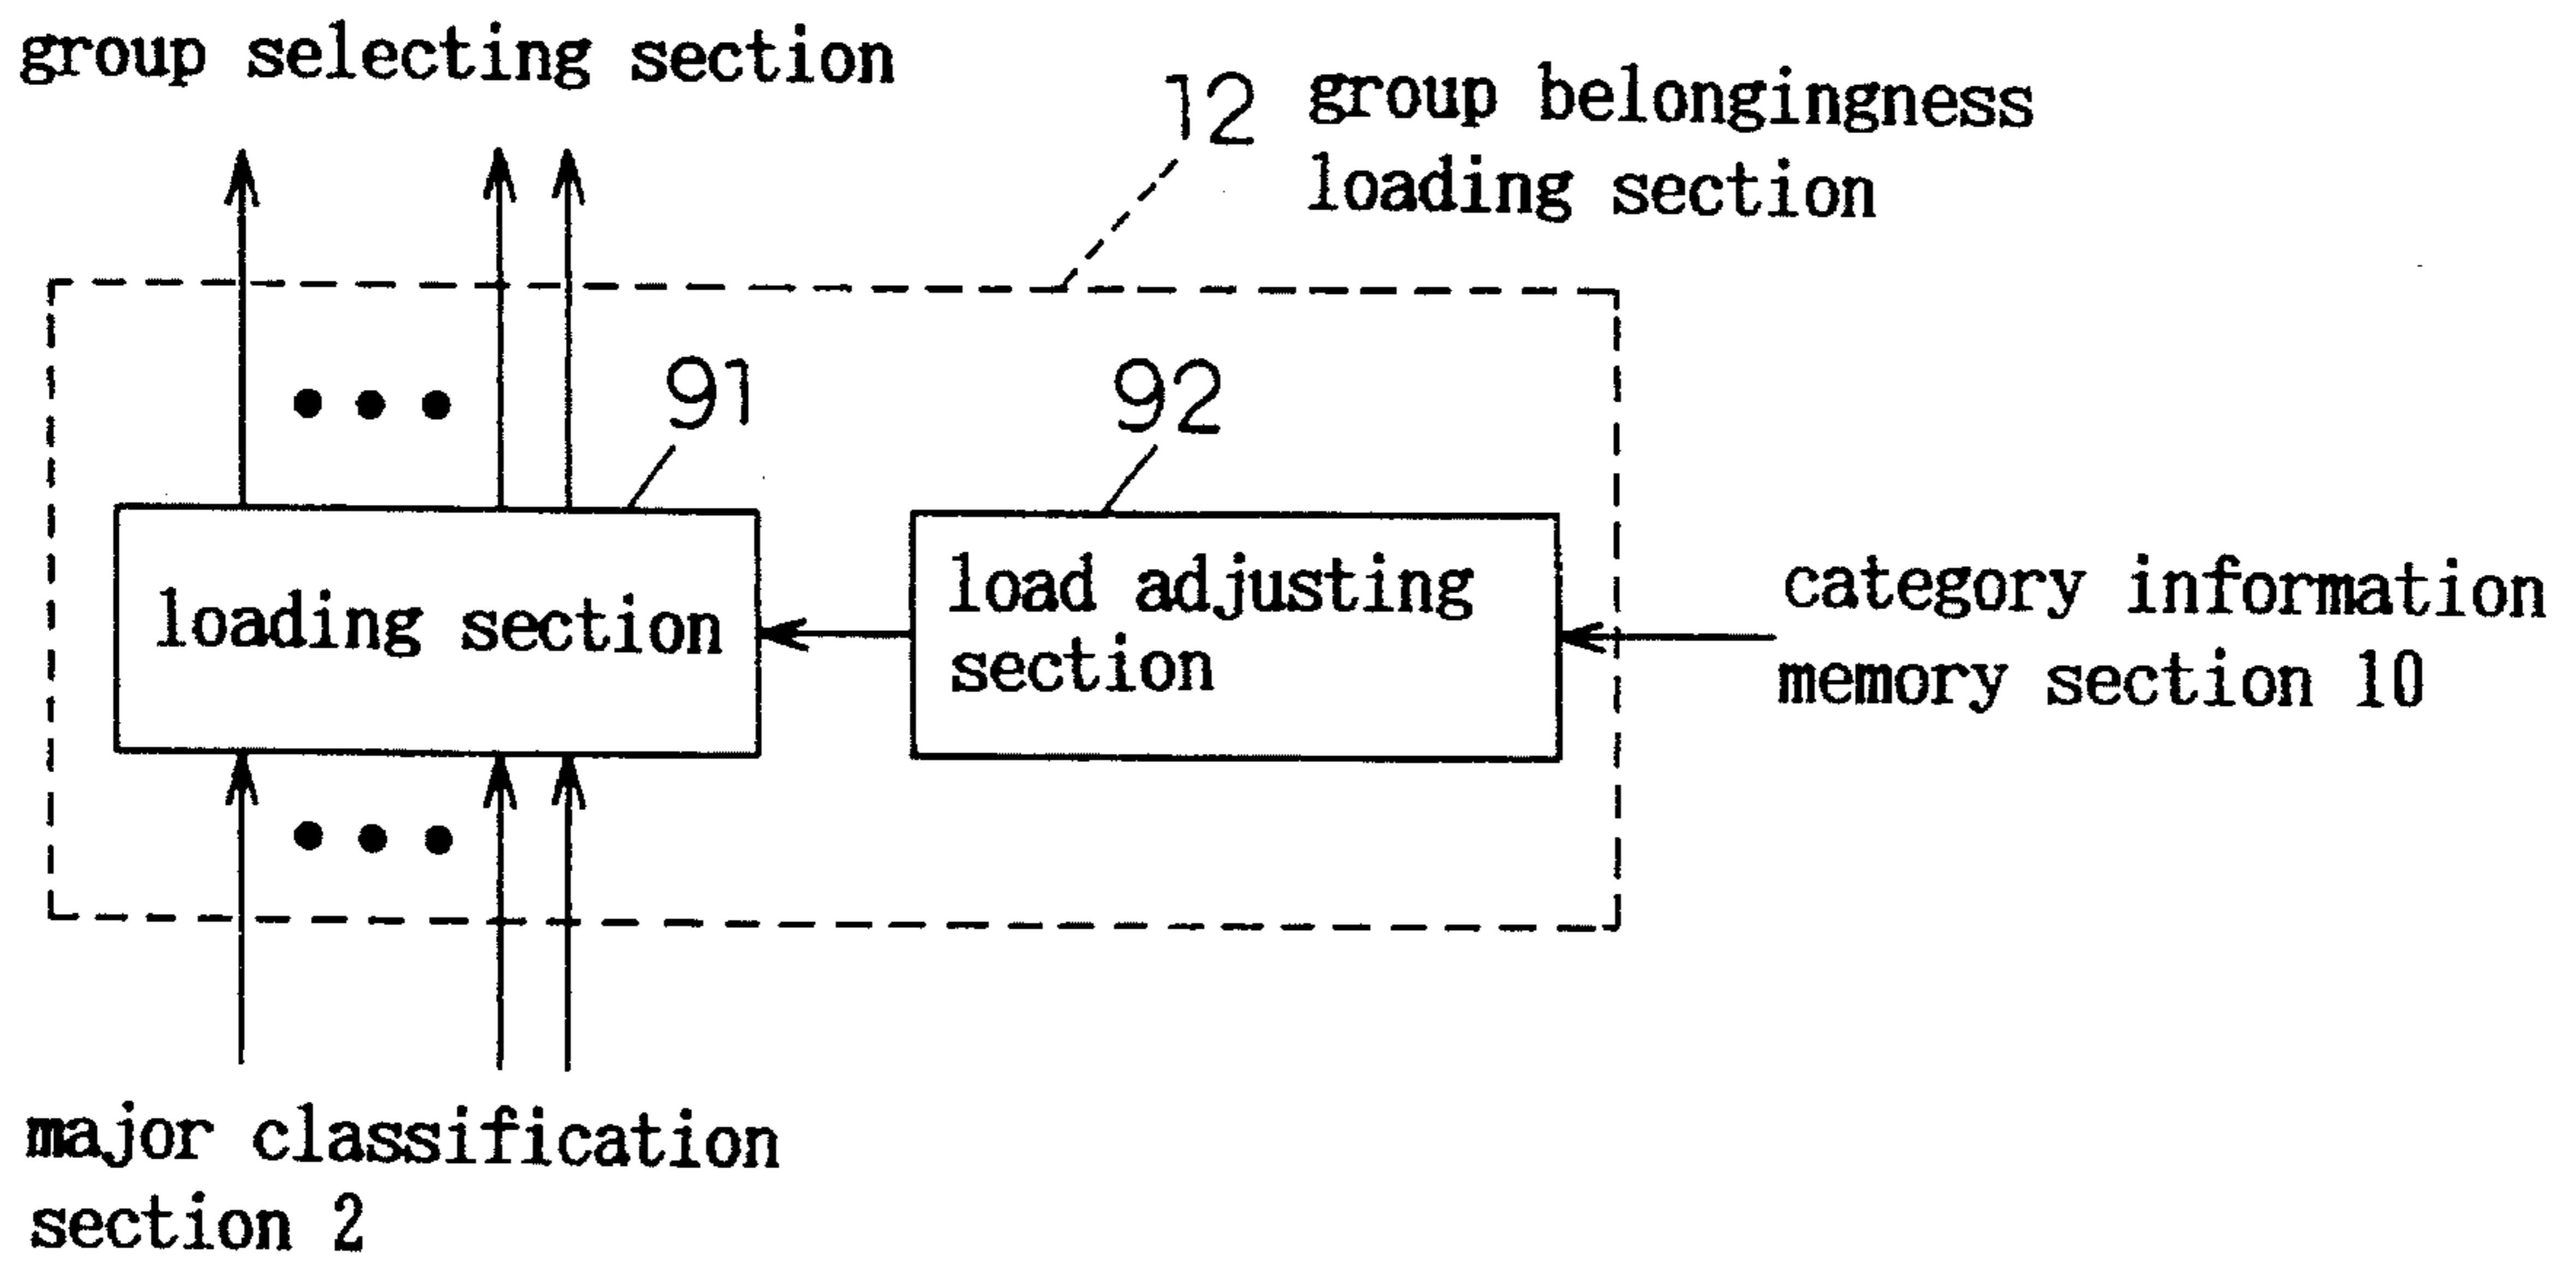 group selecting section
12 group belongingness
loading section
91
92
loading section
load adjusting
section
category information
memory section 10
major classification
section 2